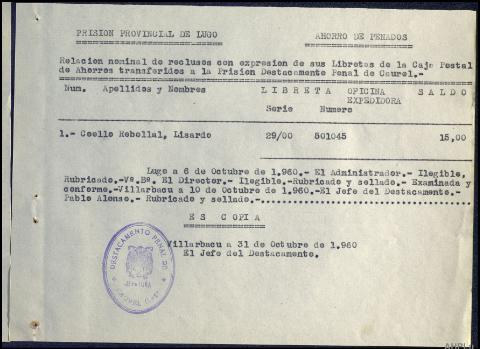 PRISION PROVINCIAL DE LUGO AHORRO DE PENADOS
Relación nominal de reclusos con expresion de sus Libretas de la Caja Postal
de Ahorros transferidos a la Prision Destacamento Penal de Caurel.-
Num. Apellidos y Nombres LIBRETA OFICINA SALDO
EXPEDIDORA
Serie Numero
1.- Coello Rebollal, Lisardo 29/00 501045 15,00
Lugo a 6 de Octubre de 1.960.- El Administrador.- Ilegible,
Rubricado.-Vº.Bº. El Director.- Ilegible.-Rubricado y sellado.- Examinada y
conforme.-Villarbacu a 10 de Octubre de 1.960.-El Jefe del Destacamento.-
Pablo Alonso.- Rubricado y sellado.-
ES COPIA
Villarbacu a 31 de Octubre de 1.960
El Jefe del Destacamento.
DESTACAMENTO PENAL DE
JEFATURA